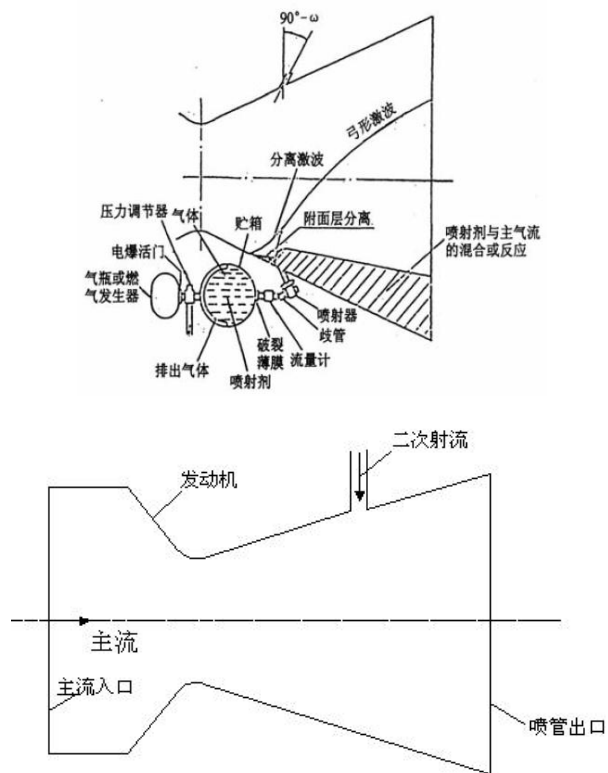 90°-ω
弓形激波
分离激波
压力调节器
气体
贮箱
附面层分离
喷射剂与主气流
的混合或反应
电爆活门
气瓶或燃
气发生器
喷射器
歧管
破裂
薄膜
流量计
排出气体
喷射剂
二次射流
发动机
主流
主流入口
喷管出口